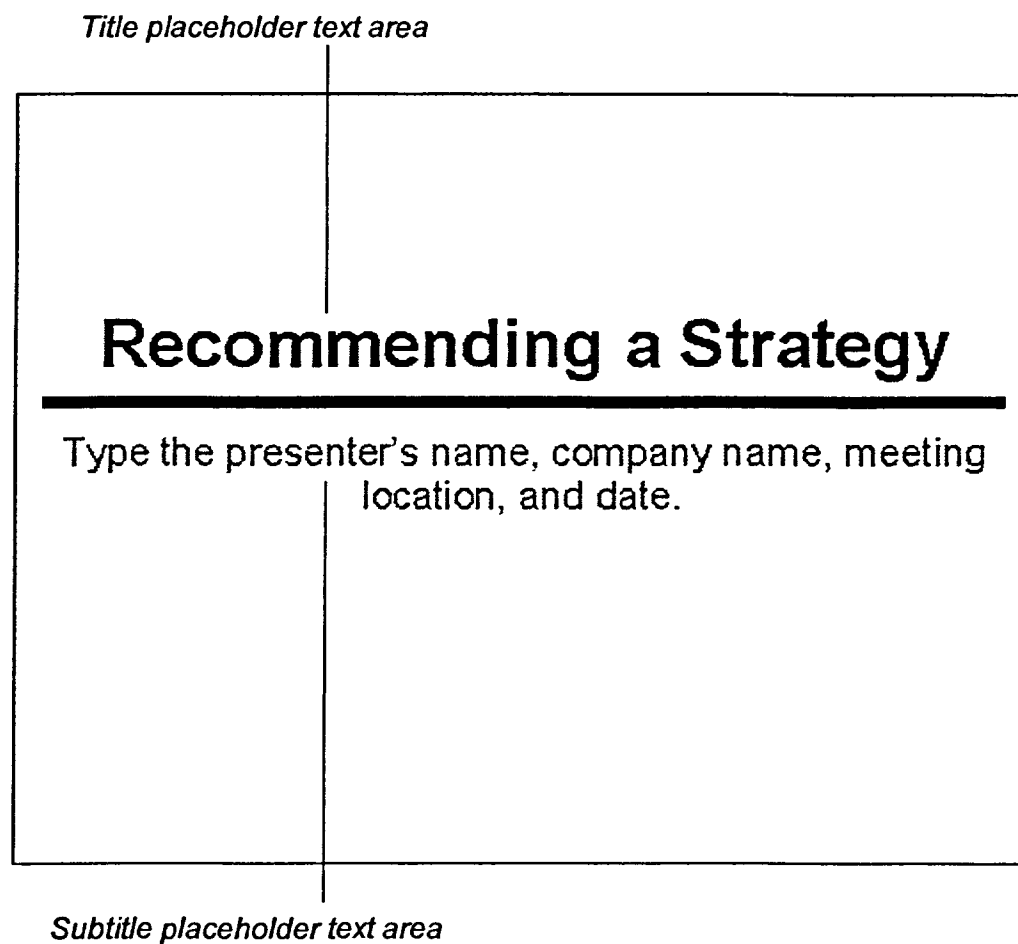 Title placeholder text area
Recommending a Strategy
Type the presenter's name, company name, meeting
location, and date.
Subtitle placeholder text area